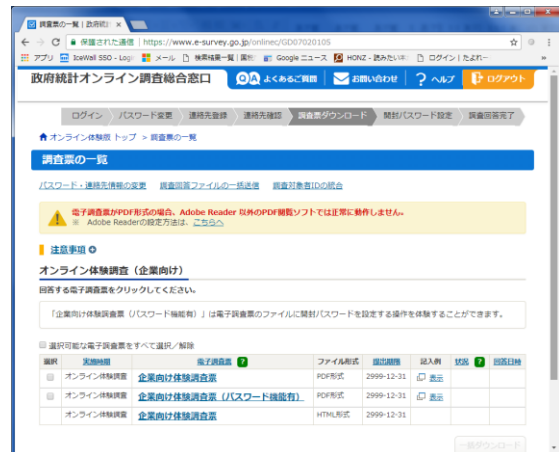 調査票の一覧 | 政府統計
保護された通信 | https://www.e-survey.go.jp/onlinec/GD07020105
アプリ IceWall SSO - Logi メール 検索結果一覧 Google ニュース HONZ - 読みたい本 ログイン | たよれー »
政府統計オンライン調査総合窓口 Q&A よくあるご質問 お問い合わせ ? ヘルプ ログアウト
ログイン パスワード変更 連絡先登録 連絡先確認 調査票ダウンロード 開封パスワード設定 調査回答完了
オンライン体験版 トップ > 調査票の一覧
調査票の一覧
パスワード・連絡先情報の変更 調査回答ファイルの一括送信 調査対象者IDの統合
電子調査票がPDF形式の場合、Adobe Reader 以外のPDF閲覧ソフトでは正常に動作しません。
※ Adobe Readerの設定方法は、こちらへ
注意事項
オンライン体験調査（企業向け）
回答する電子調査票をクリックしてください。
「企業向け体験調査票（パスワード機能有）」は電子調査票のファイルに開封パスワードを設定する操作を体験することができます。
選択可能な電子調査票をすべて選択／解除
選択 実施時期 電子調査票 ? ファイル形式 提出期限 記入例 状況 ? 回答日時
オンライン体験調査 企業向け体験調査票 PDF形式 2999-12-31 表示
オンライン体験調査 企業向け体験調査票（パスワード機能有） PDF形式 2999-12-31 表示
オンライン体験調査 企業向け体験調査票 HTML形式 2999-12-31
一括ダウンロード